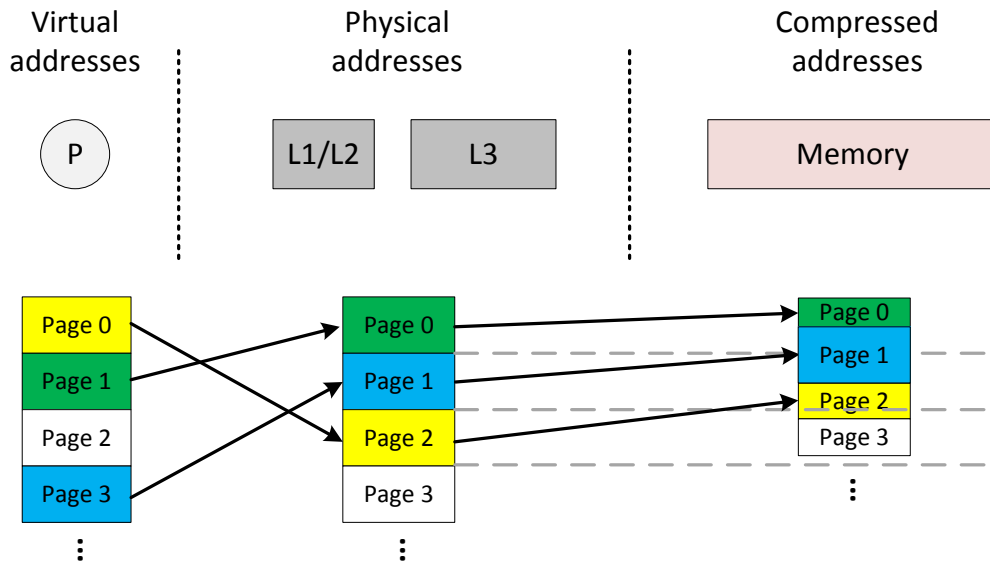 Virtual
addresses
Physical
addresses
Compressed
addresses
P
L1/L2
L3
Memory
Page 0
Page 1
Page 2
Page 3
Page 0
Page 1
Page 2
Page 3
Page 0
Page 1
Page 2
Page 3